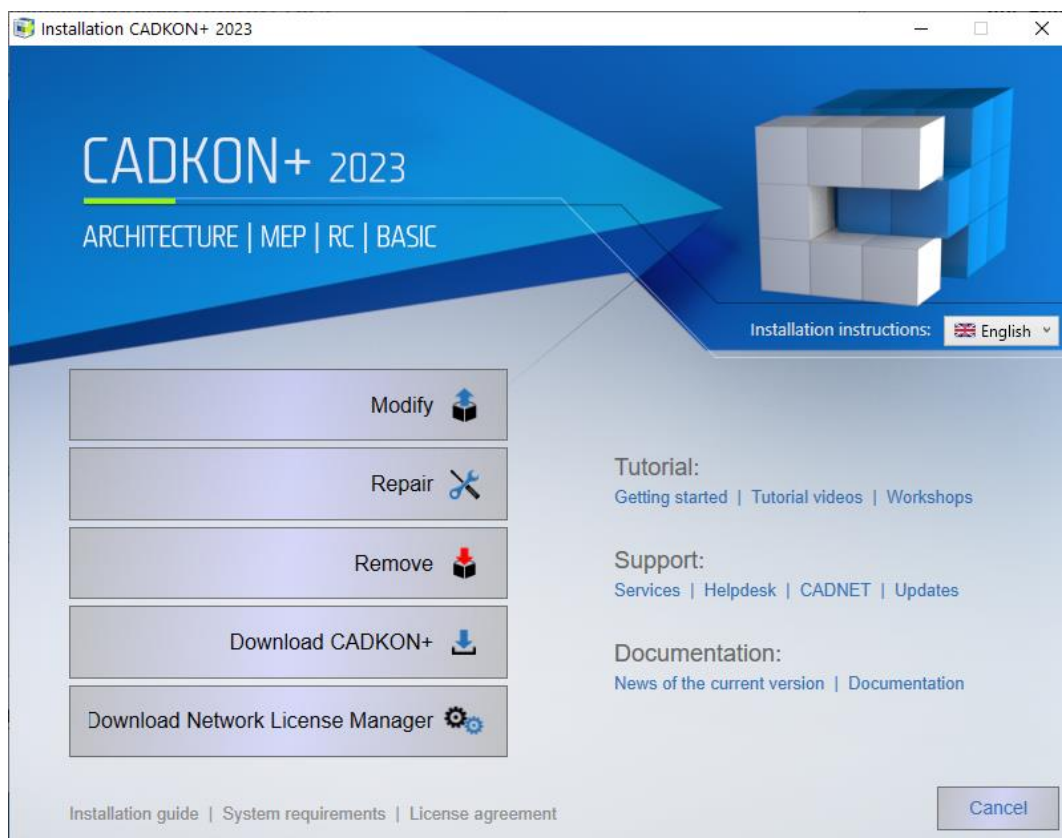 Installation CADKON+ 2023
CADKON+ 2023
ARCHITECTURE | MEP | RC | BASIC
Installation instructions: English
Modify
Repair
Remove
Download CADKON+
Download Network License Manager
Tutorial:
Getting started | Tutorial videos | Workshops
Support:
Services | Helpdesk | CADNET | Updates
Documentation:
News of the current version | Documentation
Installation guide | System requirements | License agreement
Cancel